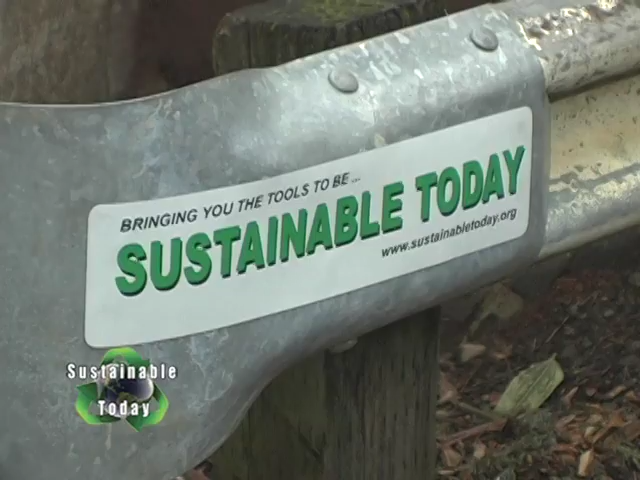 BRINGING YOU THE TOOLS TO BE...
SUSTAINABLE TODAY
www.sustainabletoday.org
Sustainable
Today